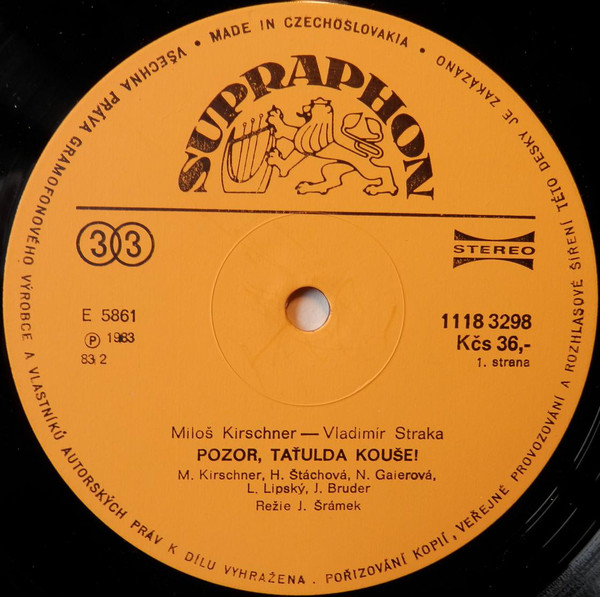 MADE IN CZECHOSLOVAKIA • VŠECHNA PRÁVA GRAMOFONOVÉHO VÝROBCE A VLASTNÍKŮ AUTORSKÝCH PRÁV K DÍLU VYHRAŽENA. POŘIZOVÁNÍ KOPIÍ, VEŘEJNÉ PROVOZOVÁNÍ A ROZHLASOVÉ ŠÍŘENÍ TÉTO DESKY JE ZAKÁZÁNO •
SUPRAPHON
33
STEREO
E 5861
℗ 1983
83 2
1118 3298
Kčs 36,-
1. strana
Miloš Kirschner — Vladimír Straka
POZOR, TAŤULDA KOUŠE!
M. Kirschner, H. Štáchová, N. Gaierová,
L. Lipský, J. Bruder
Režie J. Šrámek